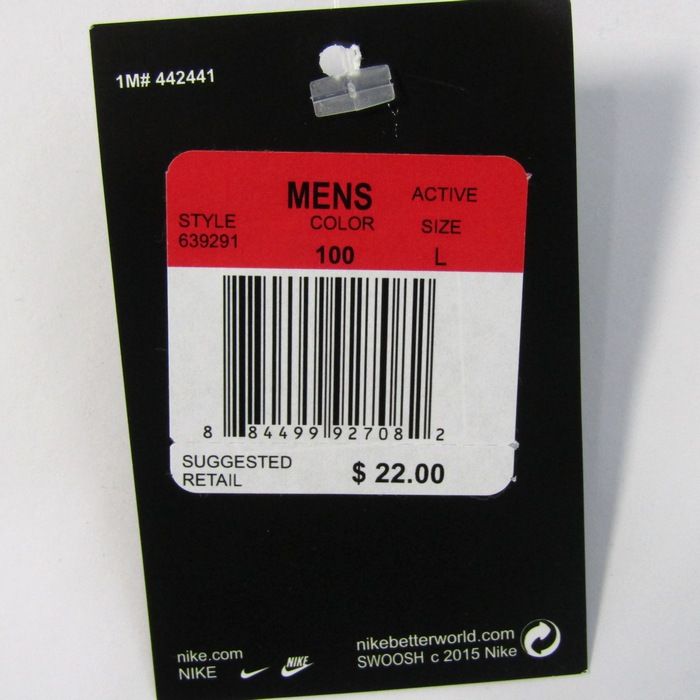 1M# 442441
MENS ACTIVE
STYLE COLOR SIZE
639291 100 L
8 84499 92708 2
SUGGESTED
RETAIL $ 22.00
nike.com nikebetterworld.com
NIKE NIKE SWOOSH c 2015 Nike